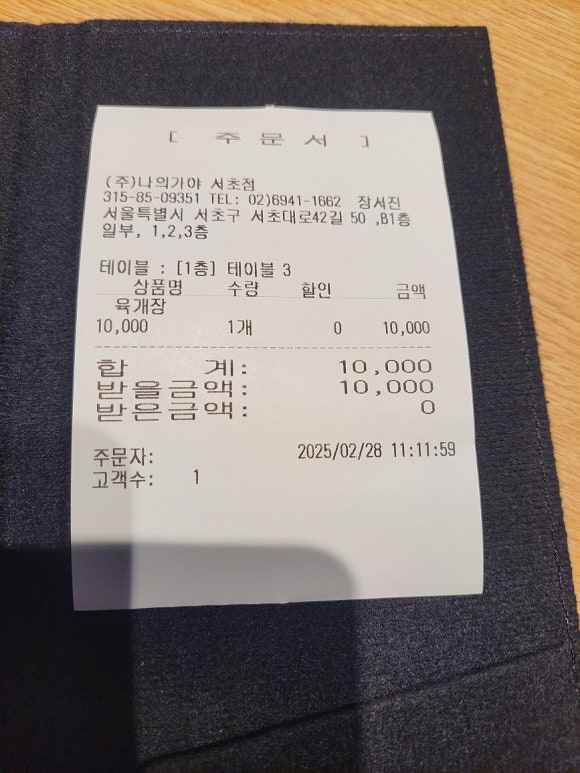 [ 주 문 서 ]
(주)나의가야 서초점
315-85-09351 TEL: 02)6941-1662 장서진
서울특별시 서초구 서초대로42길 50 ,B1층
일부, 1,2,3층
테이블 : [1층] 테이블 3
상품명 수량 할인 금액
육개장
10,000 1개 0 10,000
합 계: 10,000
받을금액: 10,000
받은금액: 0
주문자: 2025/02/28 11:11:59
고객수: 1